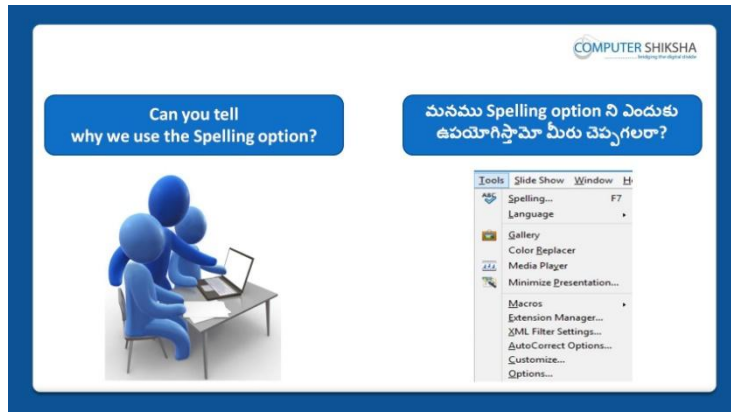 COMPUTER SHIKSHA
bridging the digital divide
Can you tell
why we use the Spelling option?
మనము Spelling option ని ఎందుకు
ఉపయోగిస్తామో మీరు చెప్పగలరా?
Tools Slide Show Window H
ABC Spelling... F7
Language
Gallery
Color Replacer
Media Player
Minimize Presentation...
Macros
Extension Manager...
XML Filter Settings...
AutoCorrect Options...
Customize...
Options...